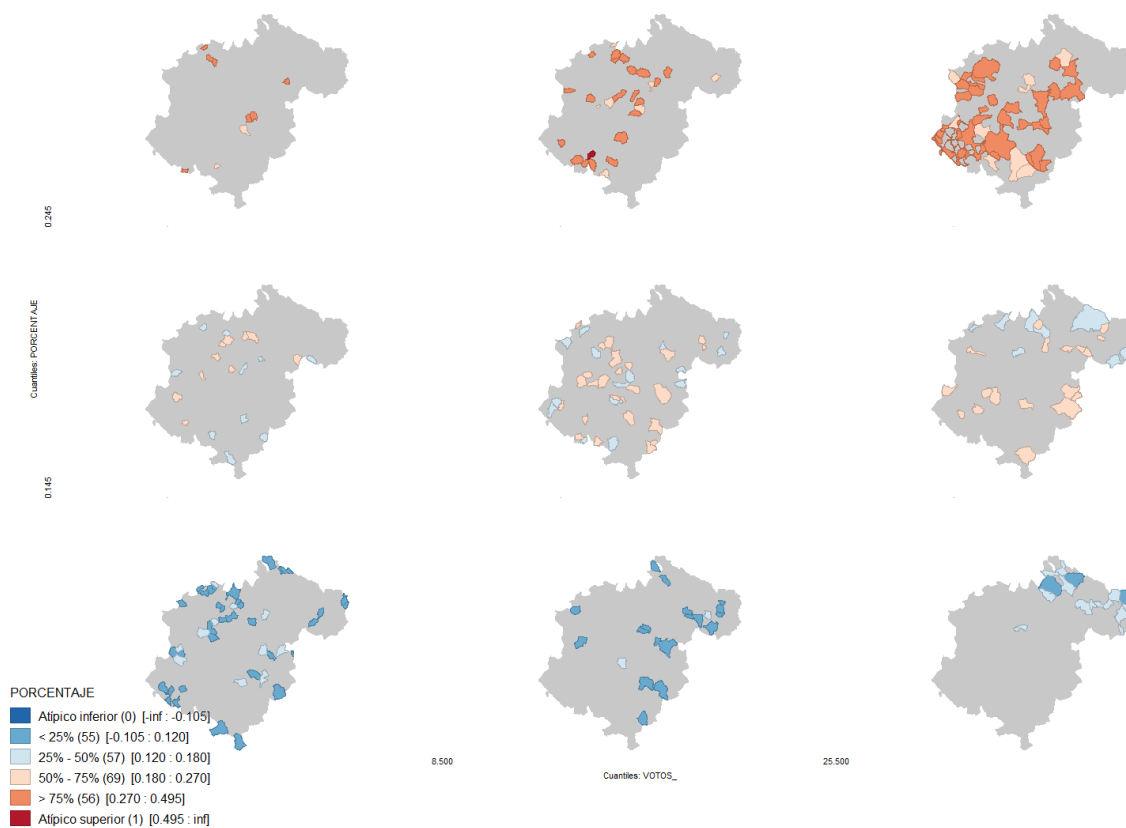 0.245
Cuantiles: PORCENTAJE
0.145
PORCENTAJE
Atípico inferior (0) [-inf : -0.105]
< 25% (55) [-0.105 : 0.120]
25% - 50% (57) [0.120 : 0.180]
50% - 75% (69) [0.180 : 0.270]
> 75% (56) [0.270 : 0.495]
Atípico superior (1) [0.495 : inf]
8.500
25.500
Cuantiles: VOTOS_